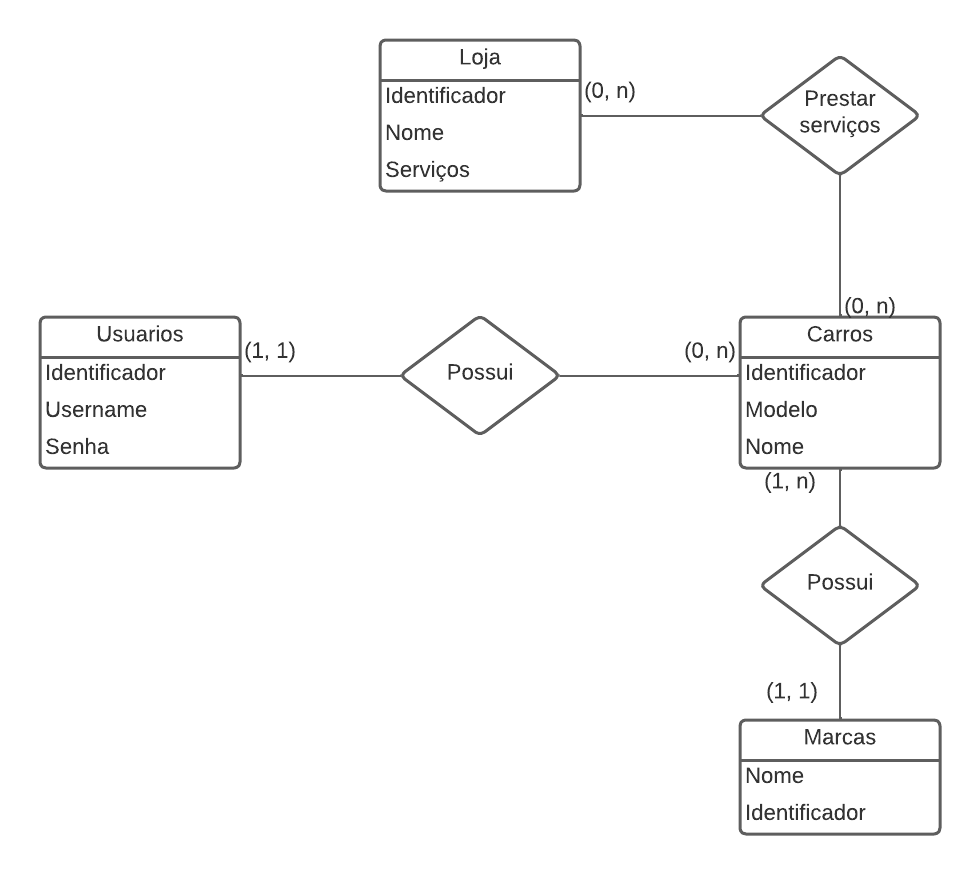 Loja
Identificador
Nome
Serviços
(0, n)
Prestar
serviços
(0, n)
Usuarios
Identificador
Username
Senha
(1, 1)
Possui
(0, n)
Carros
Identificador
Modelo
Nome
(1, n)
Possui
(1, 1)
Marcas
Nome
Identificador